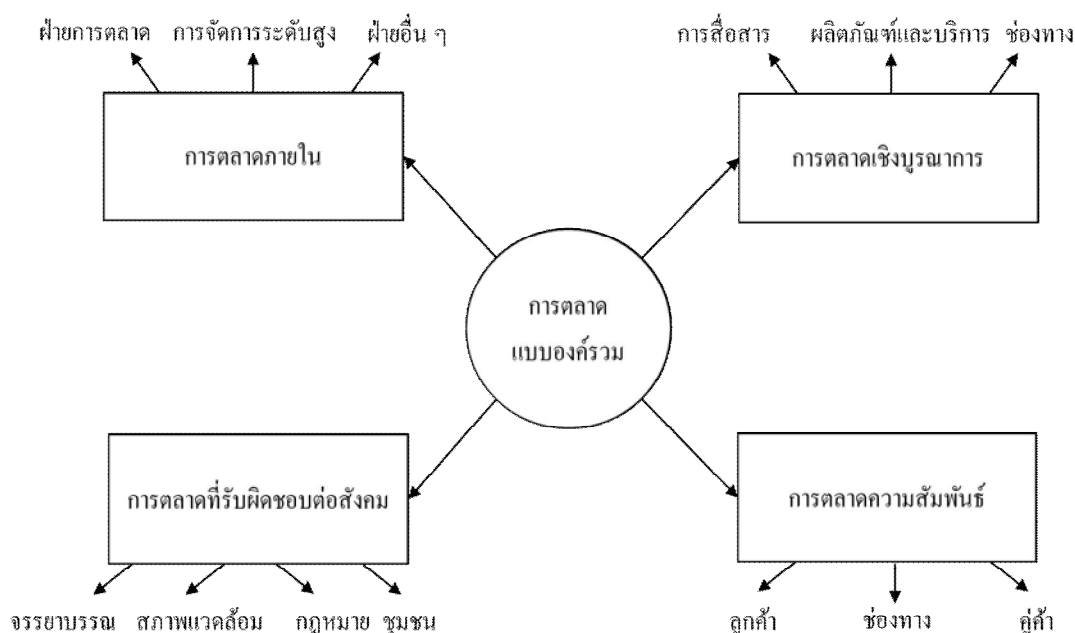 ฝ่ายการตลาด การจัดการระดับสูง ฝ่ายอื่น ๆ
การสื่อสาร ผลิตภัณฑ์และบริการ ช่องทาง
การตลาดภายใน
การตลาดเชิงบูรณาการ
การตลาด
แบบองค์รวม
การตลาดที่รับผิดชอบต่อสังคม
การตลาดความสัมพันธ์
จรรยาบรรณ สภาพแวดล้อม กฎหมาย ชุมชน
ลูกค้า ช่องทาง คู่ค้า